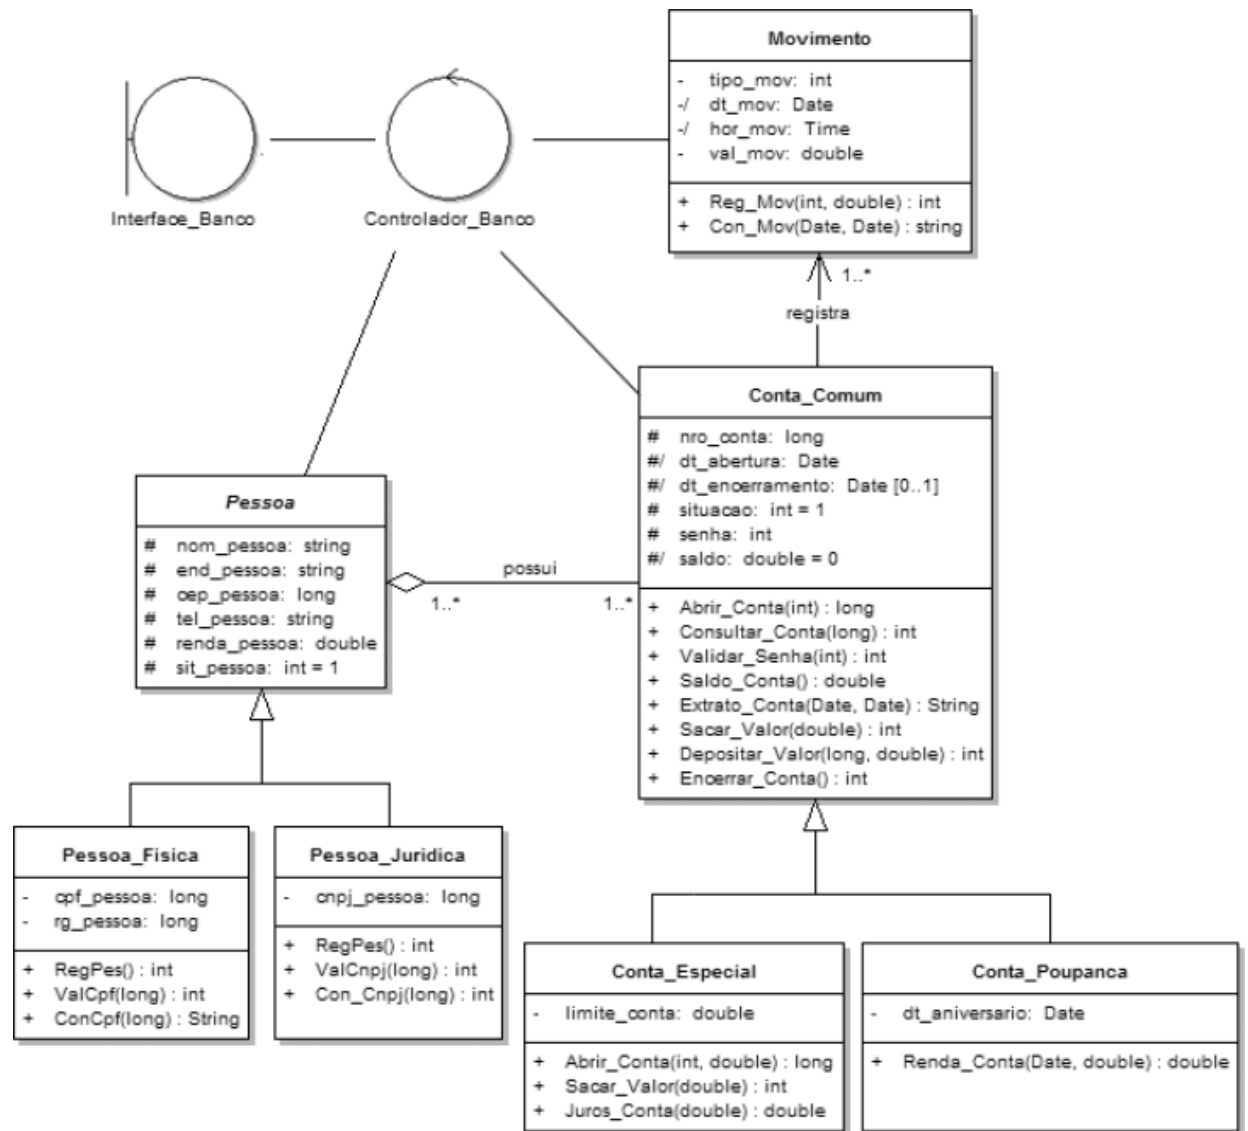 Movimento
- tipo_mov: int
-/ dt_mov: Date
-/ hor_mov: Time
- val_mov: double
+ Reg_Mov(int, double) : int
+ Con_Mov(Date, Date) : string
Interface_Banco
Controlador_Banco
1..*
registra
Conta_Comum
# nro_conta: long
#/ dt_abertura: Date
#/ dt_encerramento: Date [0..1]
# situacao: int = 1
# senha: int
#/ saldo: double = 0
+ Abrir_Conta(int) : long
+ Consultar_Conta(long) : int
+ Validar_Senha(int) : int
+ Saldo_Conta() : double
+ Extrato_Conta(Date, Date) : String
+ Sacar_Valor(double) : int
+ Depositar_Valor(long, double) : int
+ Encerrar_Conta() : int
Pessoa
# nom_pessoa: string
# end_pessoa: string
# cep_pessoa: long
# tel_pessoa: string
# renda_pessoa: double
# sit_pessoa: int = 1
possui
1..*
1..*
Pessoa_Fisica
- cpf_pessoa: long
- rg_pessoa: long
+ RegPes() : int
+ ValCpf(long) : int
+ ConCpf(long) : String
Pessoa_Juridica
- cnpj_pessoa: long
+ RegPes() : int
+ ValCnpj(long) : int
+ Con_Cnpj(long) : int
Conta_Especial
- limite_conta: double
+ Abrir_Conta(int, double) : long
+ Sacar_Valor(double) : int
+ Juros_Conta(double) : double
Conta_Poupanca
- dt_aniversario: Date
+ Renda_Conta(Date, double) : double